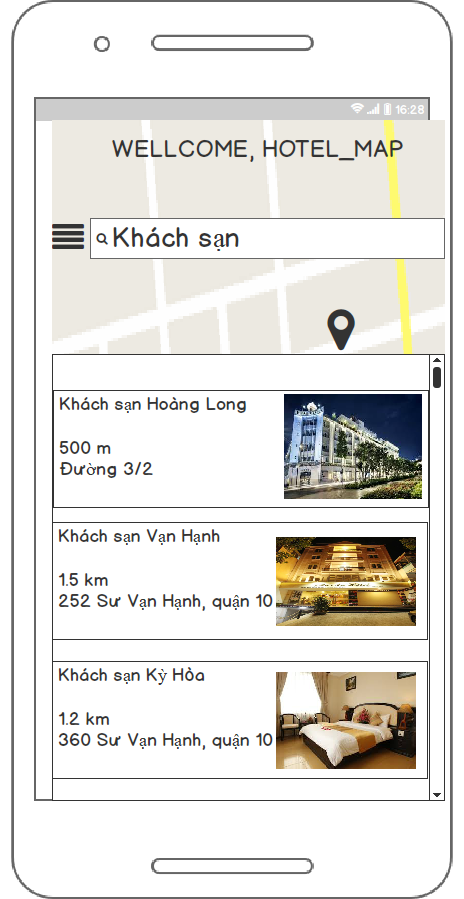 16:28
WELLCOME, HOTEL_MAP
Khách sạn
Khách sạn Hoàng Long
500 m
Đường 3/2
Khách sạn Vạn Hạnh
1.5 km
252 Sư Vạn Hạnh, quận 10
Khách sạn Kỳ Hòa
1.2 km
360 Sư Vạn Hạnh, quận 10